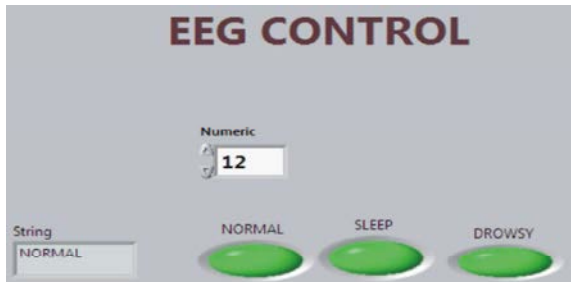 EEG CONTROL
Numeric
12
String
NORMAL
NORMAL
SLEEP
DROWSY